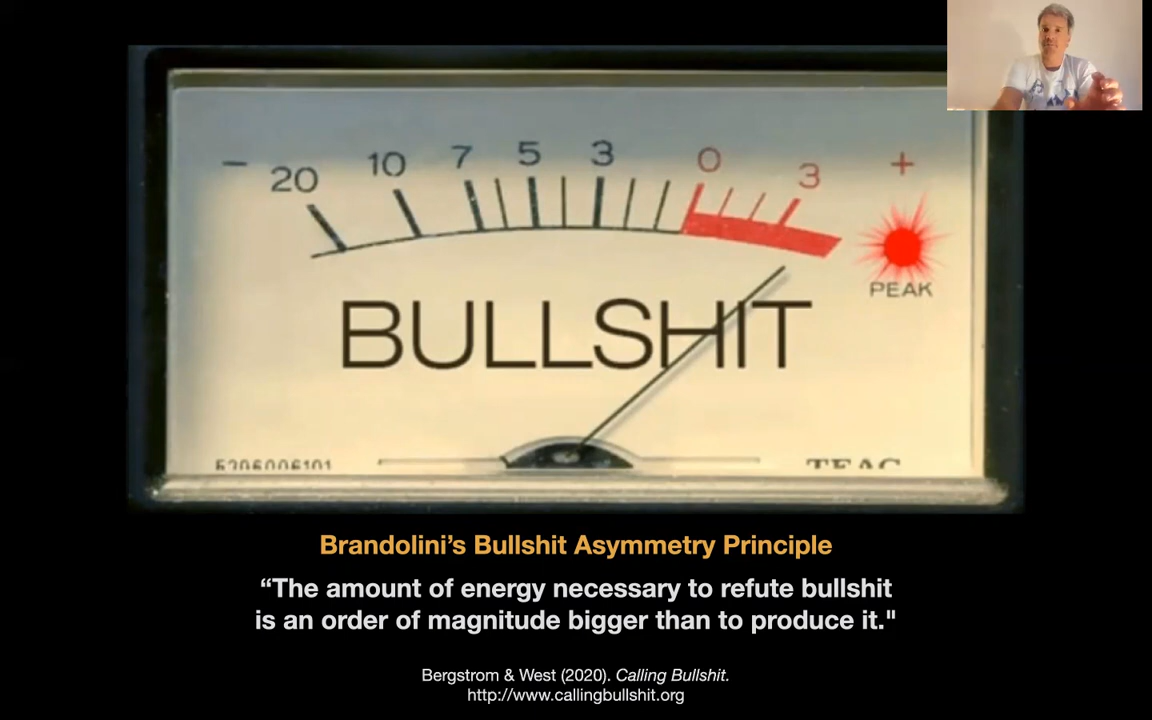 − 20 10 7 5 3 0 3 +
PEAK
BULLSHIT
5206006101 TEAC
Brandolini’s Bullshit Asymmetry Principle
“The amount of energy necessary to refute bullshit
is an order of magnitude bigger than to produce it."
Bergstrom & West (2020). Calling Bullshit.
http://www.callingbullshit.org